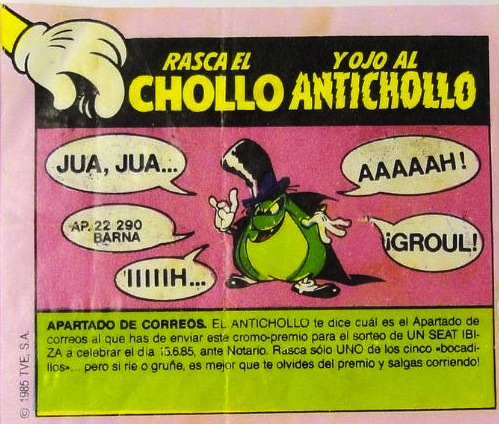 RASCA EL Y OJO AL
CHOLLO ANTICHOLLO
JUA, JUA...
AAAAAH!
AP. 22 290
BARNA
¡GROUL!
'IIIIIH...
APARTADO DE CORREOS. EL ANTICHOLLO te dice cuál es el Apartado de
correos al que has de enviar este cromo-premio para el sorteo de UN SEAT IBI-
ZA a celebrar el día 15.6.85, ante Notario. Rasca sólo UNO de los cinco «bocadi-
llos»... pero si rie o gruñe, es mejor que te olvides del premio y salgas corriendo!
© 1985 TVE, S.A.